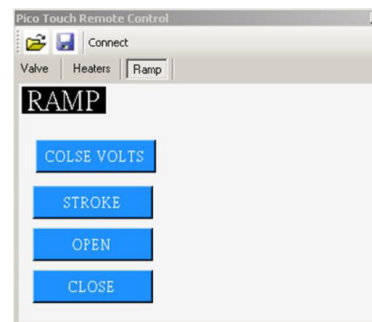 Pico Touch Remote Control
Connect
Valve Heaters Ramp
RAMP
COLSE VOLTS
STROKE
OPEN
CLOSE